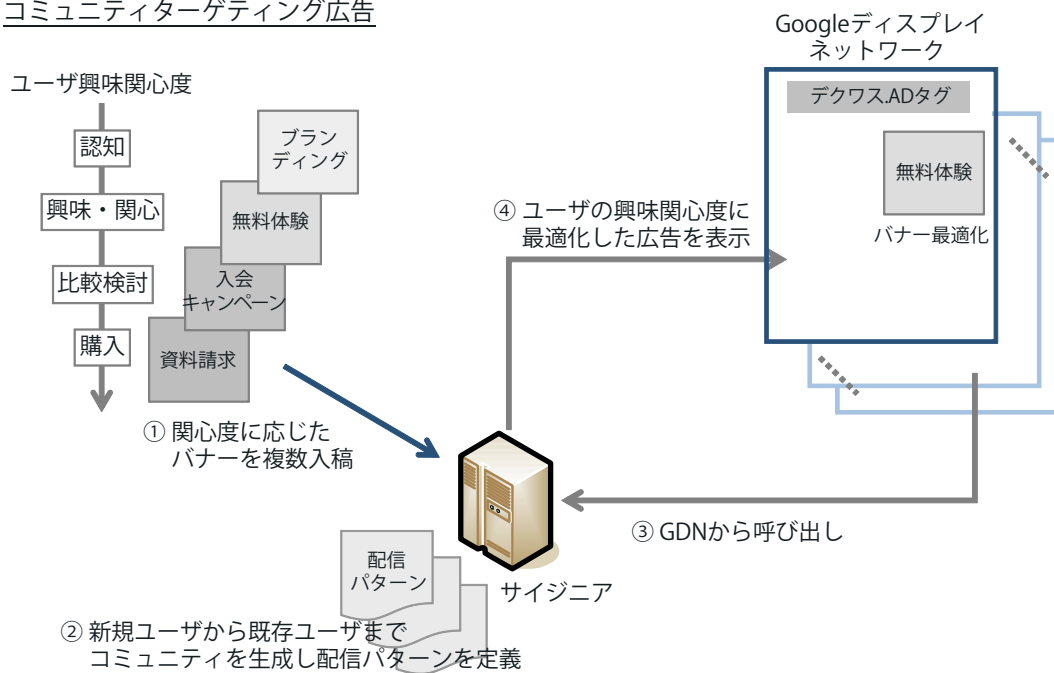 コミュニティターゲティング広告
ユーザ興味関心度
認知
興味・関心
比較検討
購入
ブラン
ディング
無料体験
入会
キャンペーン
資料請求
① 関心度に応じた
バナーを複数入稿
配信
パターン
② 新規ユーザから既存ユーザまで
コミュニティを生成し配信パターンを定義
サイジニア
③ GDNから呼び出し
④ ユーザの興味関心度に
最適化した広告を表示
Googleディスプレイ
ネットワーク
デクワス.ADタグ
無料体験
バナー最適化